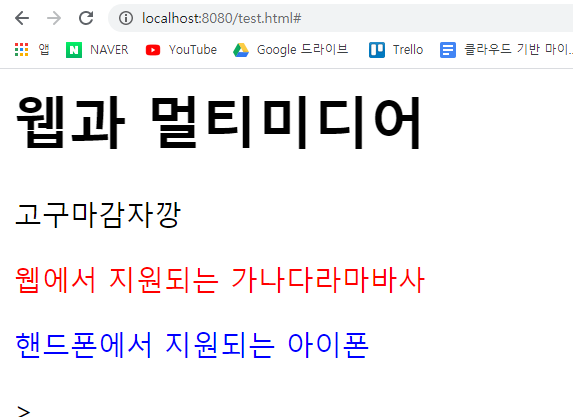 localhost:8080/test.html#
앱 NAVER YouTube Google 드라이브 Trello 클라우드 기반 마이...
웹과 멀티미디어
고구마감자깡
웹에서 지원되는 가나다라마바사
핸드폰에서 지원되는 아이폰
>